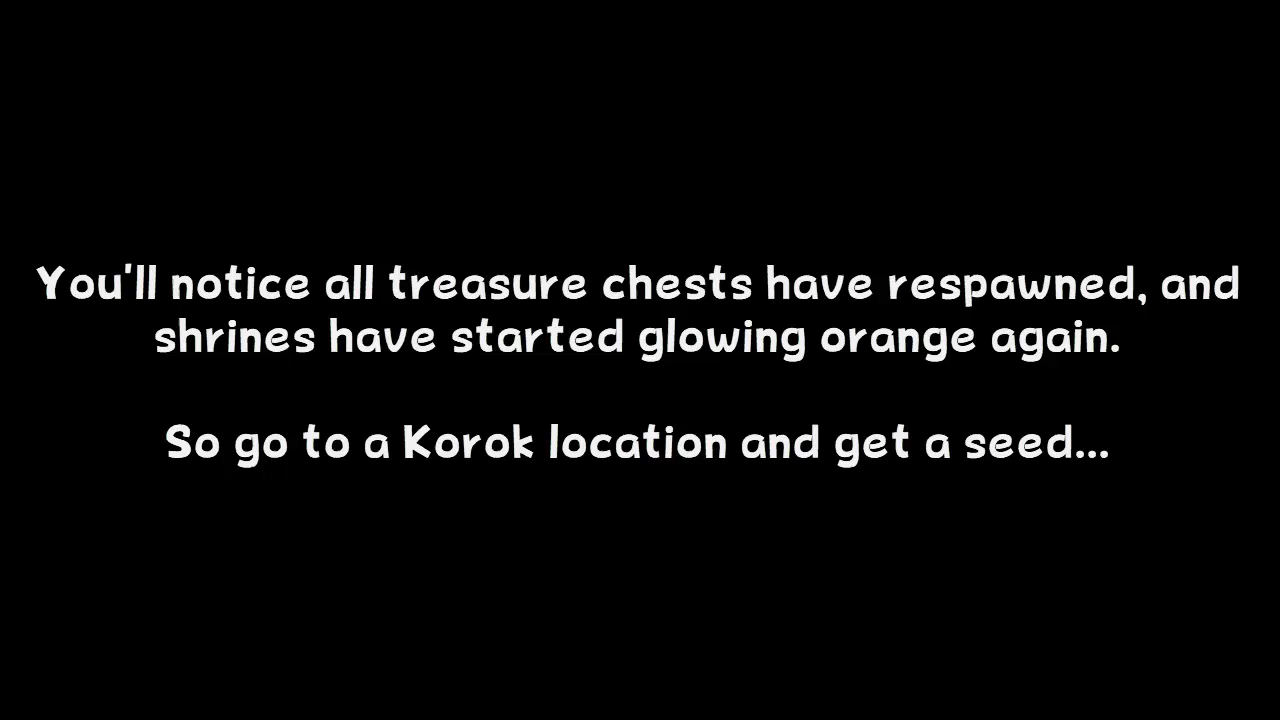 You'll notice all treasure chests have respawned, and
shrines have started glowing orange again.
So go to a Korok location and get a seed...